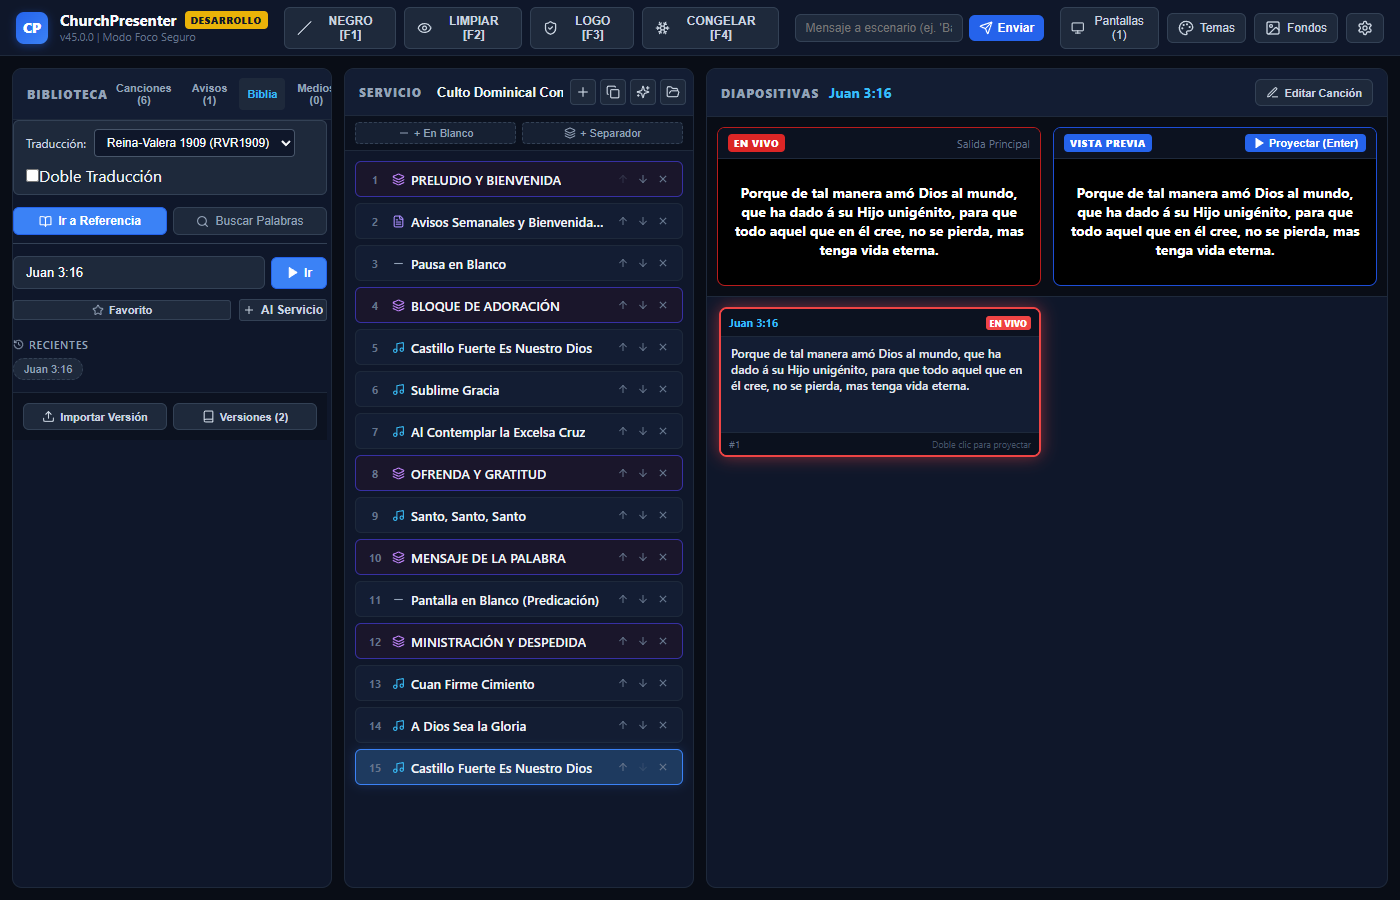 CP
ChurchPresenter DESARROLLO
v45.0.0 | Modo Foco Seguro
NEGRO
[F1]
LIMPIAR
[F2]
LOGO
[F3]
CONGELAR
[F4]
Mensaje a escenario (ej. 'Ba
Enviar
Pantallas
(1)
Temas
Fondos
BIBLIOTECA
Canciones
(6)
Avisos
(1)
Biblia
Medios
(0)
Traducción: Reina-Valera 1909 (RVR1909)
Doble Traducción
Ir a Referencia
Buscar Palabras
Juan 3:16
Ir
Favorito
+ Al Servicio
RECIENTES
Juan 3:16
Importar Versión
Versiones (2)
SERVICIO Culto Dominical Con
+ En Blanco
+ Separador
1 PRELUDIO Y BIENVENIDA
2 Avisos Semanales y Bienvenida...
3 Pausa en Blanco
4 BLOQUE DE ADORACIÓN
5 Castillo Fuerte Es Nuestro Dios
6 Sublime Gracia
7 Al Contemplar la Excelsa Cruz
8 OFRENDA Y GRATITUD
9 Santo, Santo, Santo
10 MENSAJE DE LA PALABRA
11 Pantalla en Blanco (Predicación)
12 MINISTRACIÓN Y DESPEDIDA
13 Cuan Firme Cimiento
14 A Dios Sea la Gloria
15 Castillo Fuerte Es Nuestro Dios
DIAPOSITIVAS Juan 3:16
Editar Canción
EN VIVO
Salida Principal
Porque de tal manera amó Dios al mundo,
que ha dado á su Hijo unigénito, para que
todo aquel que en él cree, no se pierda, mas
tenga vida eterna.
VISTA PREVIA
Proyectar (Enter)
Porque de tal manera amó Dios al mundo,
que ha dado á su Hijo unigénito, para que
todo aquel que en él cree, no se pierda, mas
tenga vida eterna.
Juan 3:16
EN VIVO
Porque de tal manera amó Dios al mundo, que ha
dado á su Hijo unigénito, para que todo aquel que en
él cree, no se pierda, mas tenga vida eterna.
#1
Doble clic para proyectar